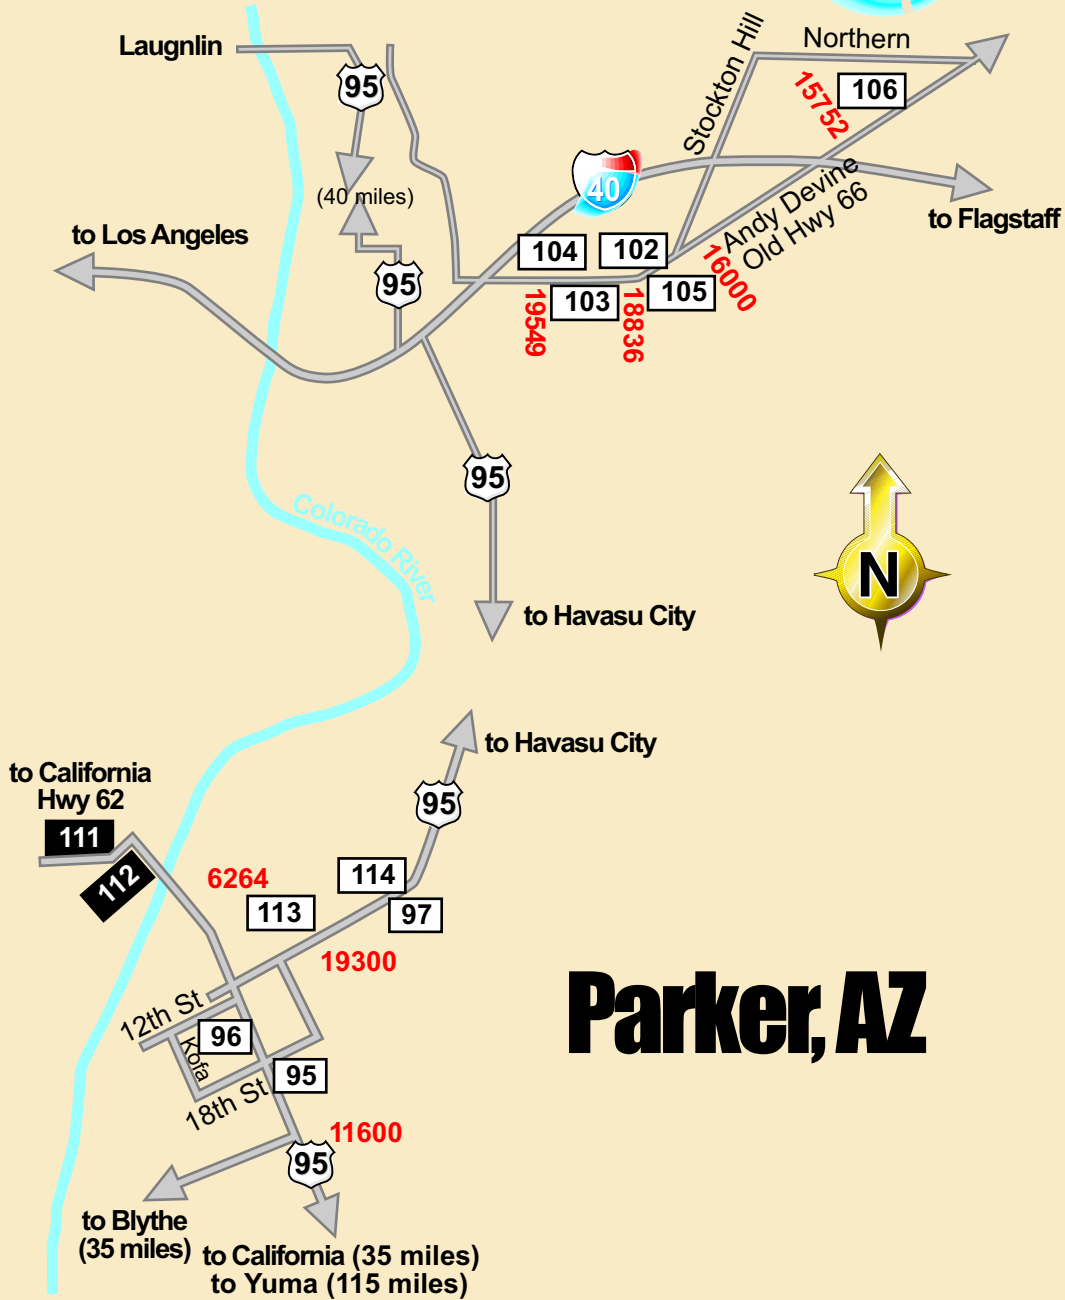 Laugnlin
95
Stockton Hill
Northern
106
15752
40
(40 miles)
to Los Angeles
Andy Devine
Old Hwy 66
to Flagstaff
104
102
95
16000
105
103
19549
18836
95
Colorado River
N
to Havasu City
to Havasu City
to California
Hwy 62
95
111
112
6264
114
113
97
19300
Parker, AZ
12th St
96
Kofa
95
18th St
11600
95
to Blythe
(35 miles)
to California (35 miles)
to Yuma (115 miles)